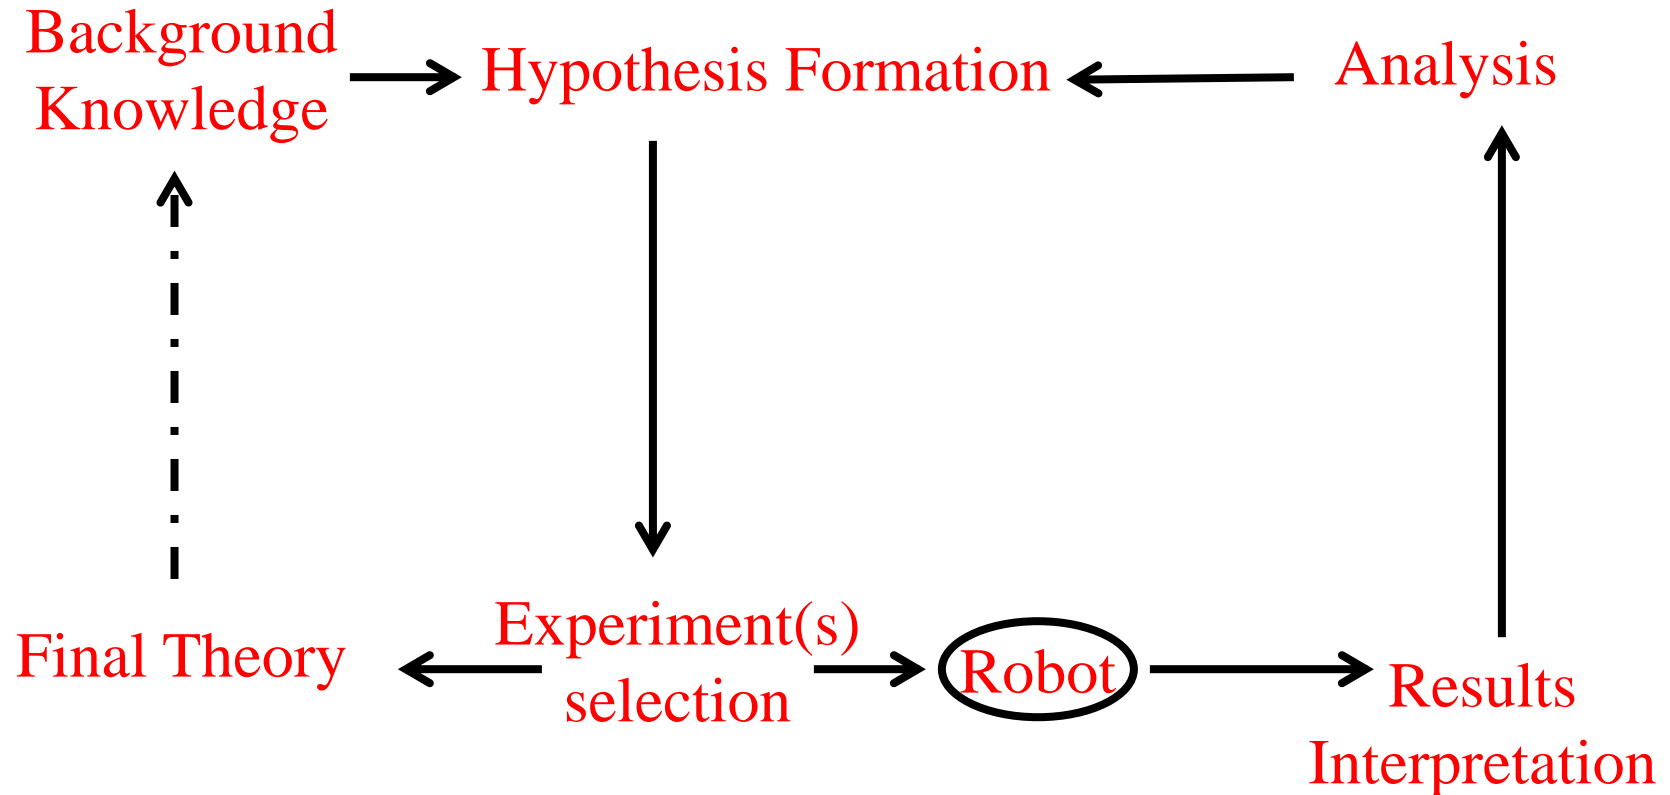 Background
Knowledge
Hypothesis Formation
Analysis
Final Theory
Experiment(s)
selection
Robot
Results
Interpretation